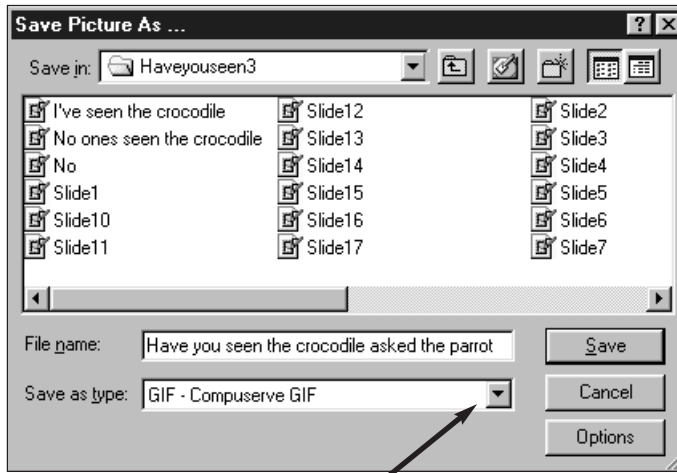 Save Picture As ...
Save in: Haveyouseen3
I've seen the crocodile Slide12 Slide2
No ones seen the crocodile Slide13 Slide3
No Slide14 Slide4
Slide1 Slide15 Slide5
Slide10 Slide16 Slide6
Slide11 Slide17 Slide7
File name: Have you seen the crocodile asked the parrot Save
Save as type: GIF - Compuserve GIF Cancel
Options